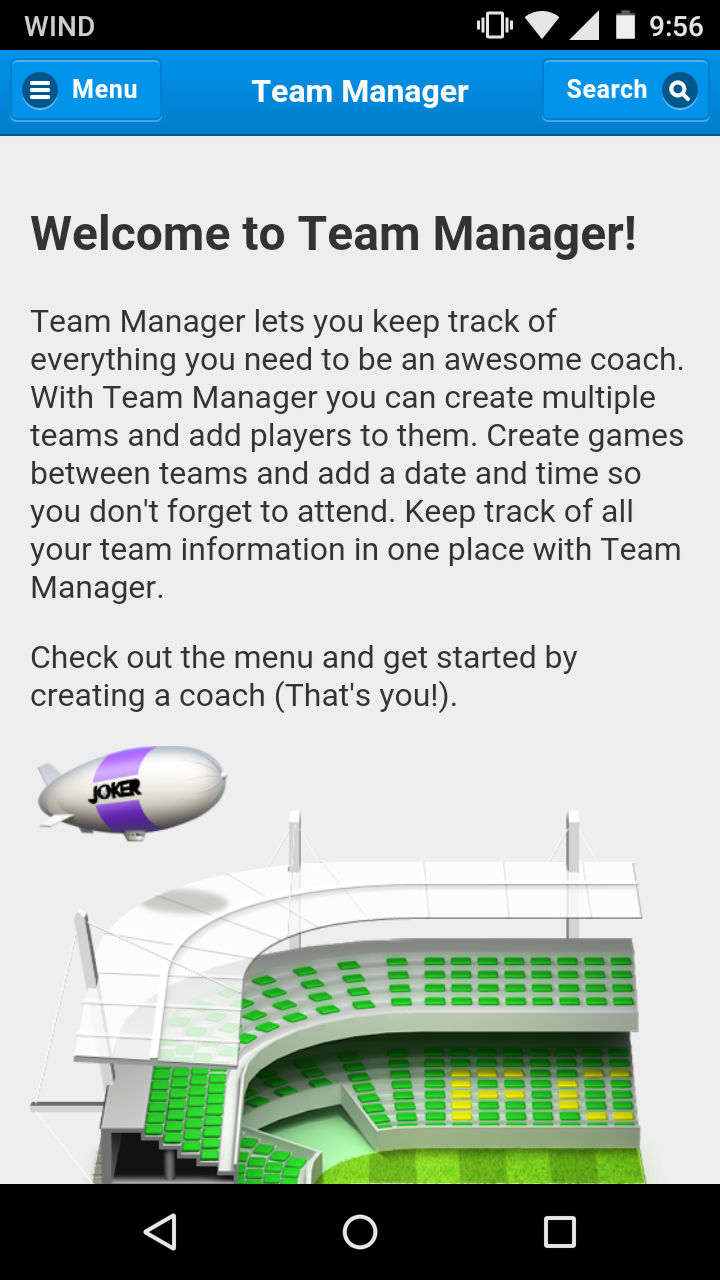 WIND 9:56
Menu Team Manager Search
Welcome to Team Manager!
Team Manager lets you keep track of
everything you need to be an awesome coach.
With Team Manager you can create multiple
teams and add players to them. Create games
between teams and add a date and time so
you don't forget to attend. Keep track of all
your team information in one place with Team
Manager.
Check out the menu and get started by
creating a coach (That's you!).
JOKER